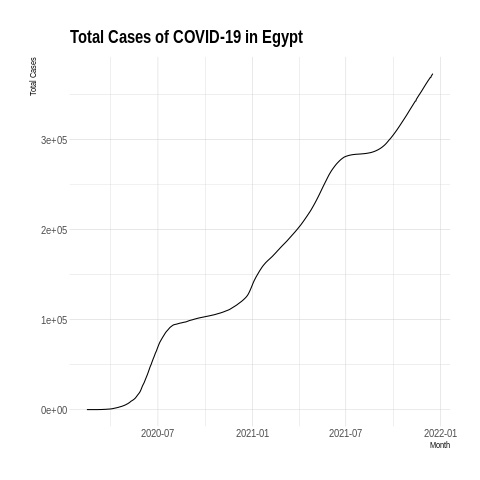 Total Cases of COVID-19 in Egypt
Total Cases
3e+05
2e+05
1e+05
0e+00
2020-07 2021-01 2021-07 2022-01
Month